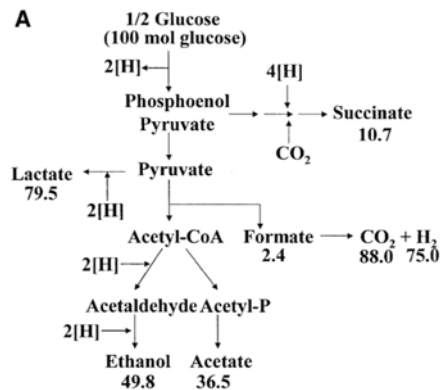 A
1/2 Glucose
(100 mol glucose)
2[H]
4[H]
Phosphoenol
Pyruvate
Succinate
10.7
CO2
Lactate
79.5
Pyruvate
2[H]
Acetyl-CoA
Formate
2.4
CO2 + H2
88.0 75.0
2[H]
Acetaldehyde Acetyl-P
2[H]
Ethanol
49.8
Acetate
36.5